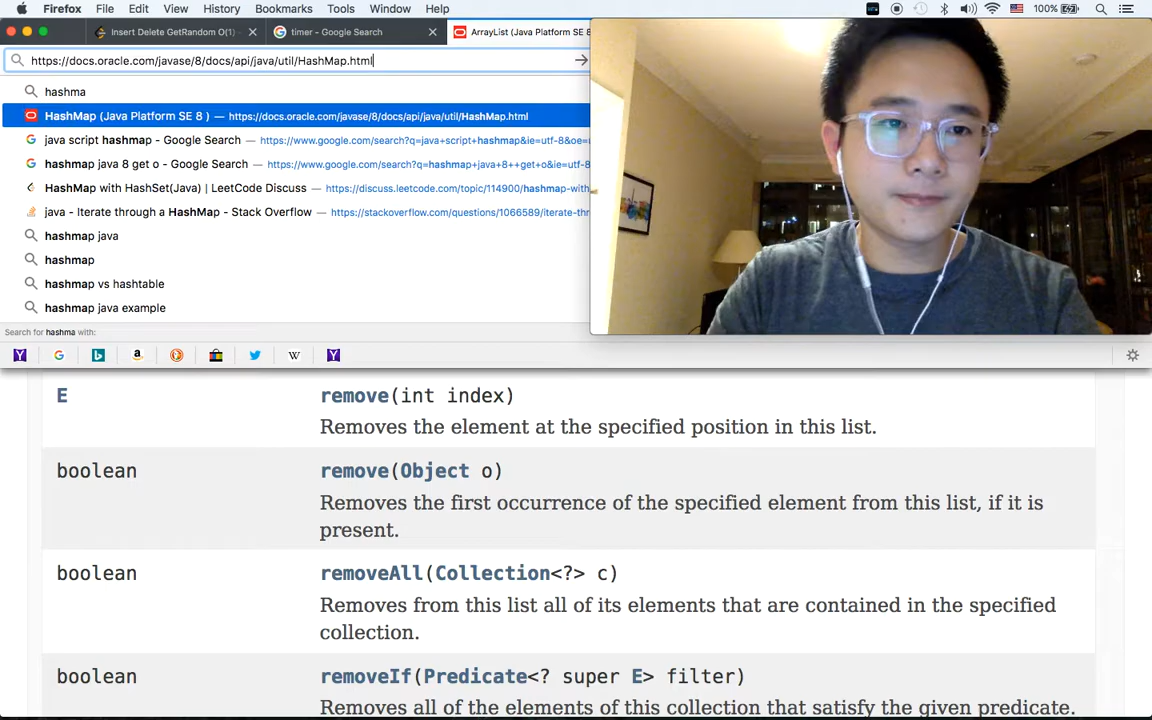 Firefox File Edit View History Bookmarks Tools Window Help 100%
Insert Delete GetRandom O(1)
timer - Google Search
ArrayList (Java Platform SE 8
https://docs.oracle.com/javase/8/docs/api/java/util/HashMap.html
hashma
HashMap (Java Platform SE 8 ) — https://docs.oracle.com/javase/8/docs/api/java/util/HashMap.html
java script hashmap - Google Search — https://www.google.com/search?q=java+script+hashmap&ie=utf-8&oe=
hashmap java 8 get o - Google Search — https://www.google.com/search?q=hashmap+java+8++get+o&ie=utf-8
HashMap with HashSet(Java) | LeetCode Discuss — https://discuss.leetcode.com/topic/114900/hashmap-with
java - Iterate through a HashMap - Stack Overflow — https://stackoverflow.com/questions/1066589/iterate-thr
hashmap java
hashmap
hashmap vs hashtable
hashmap java example
Search for hashma with:
E remove(int index)
Removes the element at the specified position in this list.
boolean remove(Object o)
Removes the first occurrence of the specified element from this list, if it is
present.
boolean removeAll(Collection<?> c)
Removes from this list all of its elements that are contained in the specified
collection.
boolean removeIf(Predicate<? super E> filter)
Removes all of the elements of this collection that satisfy the given predicate.